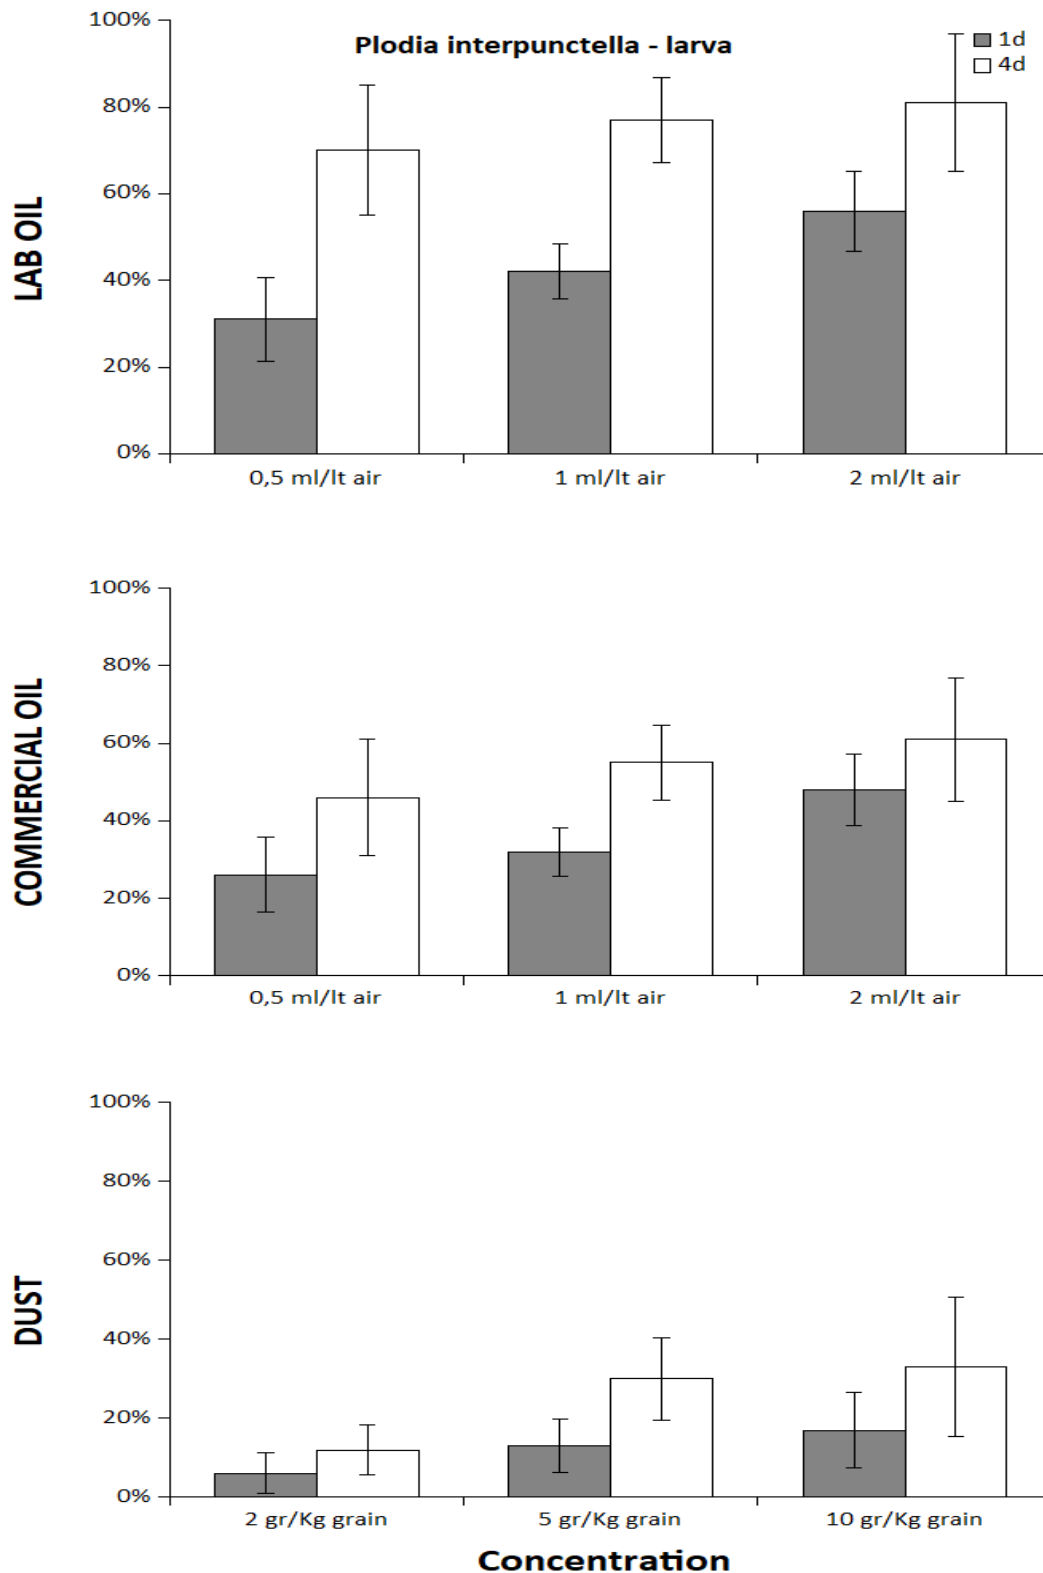 Plodia interpunctella - larva
1d
4d
LAB OIL
100%
80%
60%
40%
20%
0%
0,5 ml/lt air
1 ml/lt air
2 ml/lt air
COMMERCIAL OIL
100%
80%
60%
40%
20%
0%
0,5 ml/lt air
1 ml/lt air
2 ml/lt air
DUST
100%
80%
60%
40%
20%
0%
2 gr/Kg grain
5 gr/Kg grain
10 gr/Kg grain
Concentration